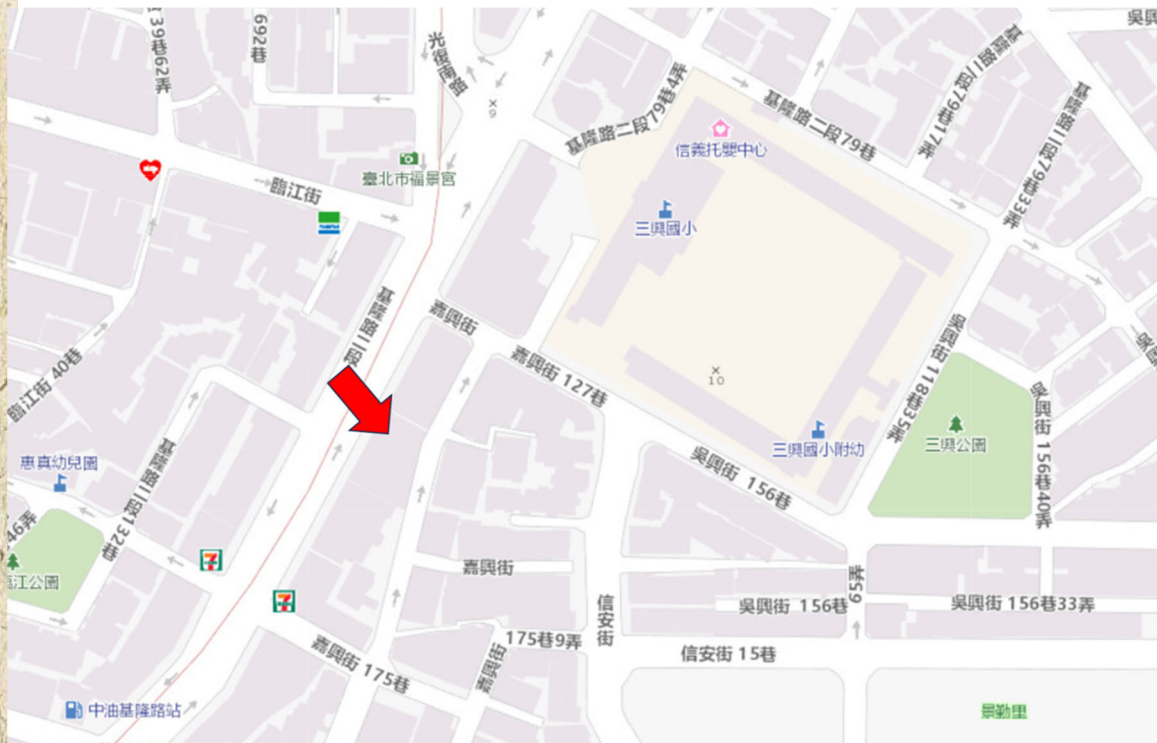 39巷62弄
692巷
光復南路
×9
吳興
基隆路二段79巷4弄
基隆路二段79巷
基隆路二段79巷17弄
基隆路二段79巷33弄
信義托嬰中心
臺北市福景宮
臨江街
三興國小
基隆路二段
嘉興街
嘉興街 127巷
臨江街 40巷
×
10
吳興街 118巷35弄
吳興街 156巷40弄
三興公園
三興國小附幼
吳興街 156巷
惠真幼兒園
基隆路二段132巷
46弄
江公園
7
7
嘉興街
信安街
59弄
吳興街 156巷
吳興街 156巷33弄
175巷9弄
嘉興街 175巷
嘉興街
信安街 15巷
中油基隆路站
景勤里